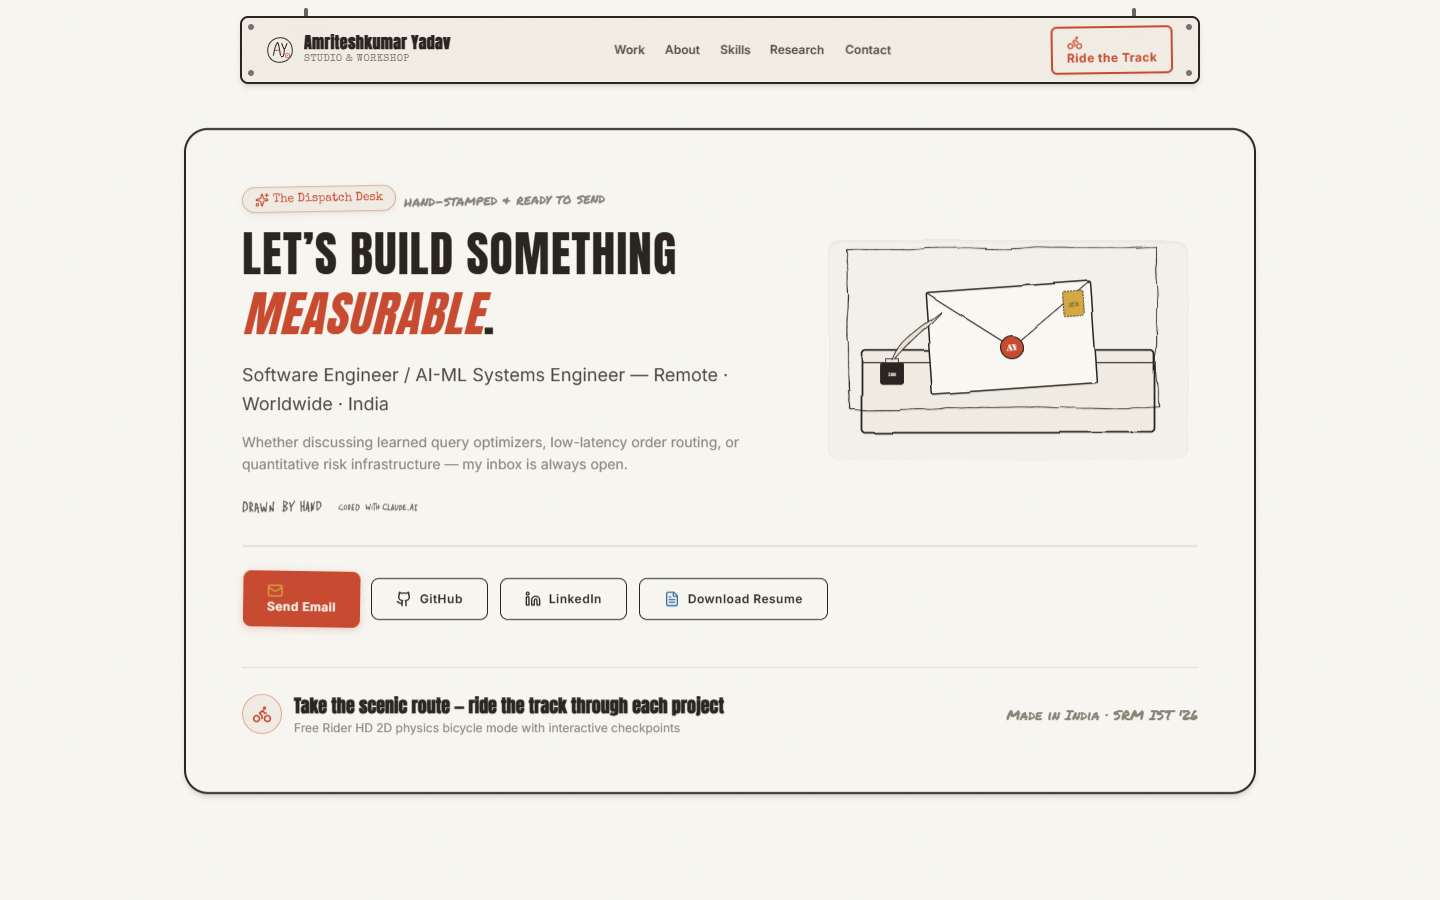 Amriteshkumar Yadav
STUDIO & WORKSHOP
Work About Skills Research Contact
Ride the Track
The Dispatch Desk
HAND-STAMPED & READY TO SEND
LET’S BUILD SOMETHING
MEASURABLE.
Software Engineer / AI-ML Systems Engineer — Remote ·
Worldwide · India
Whether discussing learned query optimizers, low-latency order routing, or
quantitative risk infrastructure — my inbox is always open.
AY
DRAWN BY HAND CODED WITH CLAUDE.AI
Send Email GitHub LinkedIn Download Resume
Take the scenic route – ride the track through each project
Free Rider HD 2D physics bicycle mode with interactive checkpoints
MADE IN INDIA · SRM IST '26